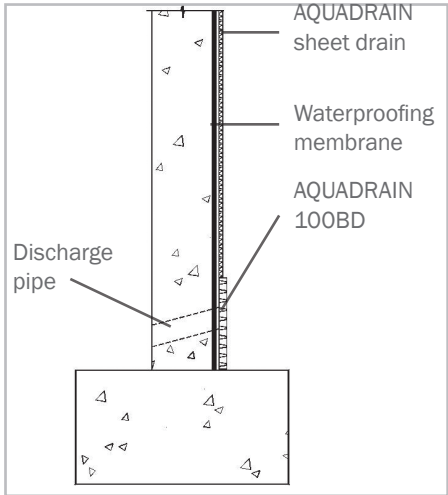 AQUADRAIN
sheet drain
Waterproofing
membrane
AQUADRAIN
100BD
Discharge
pipe